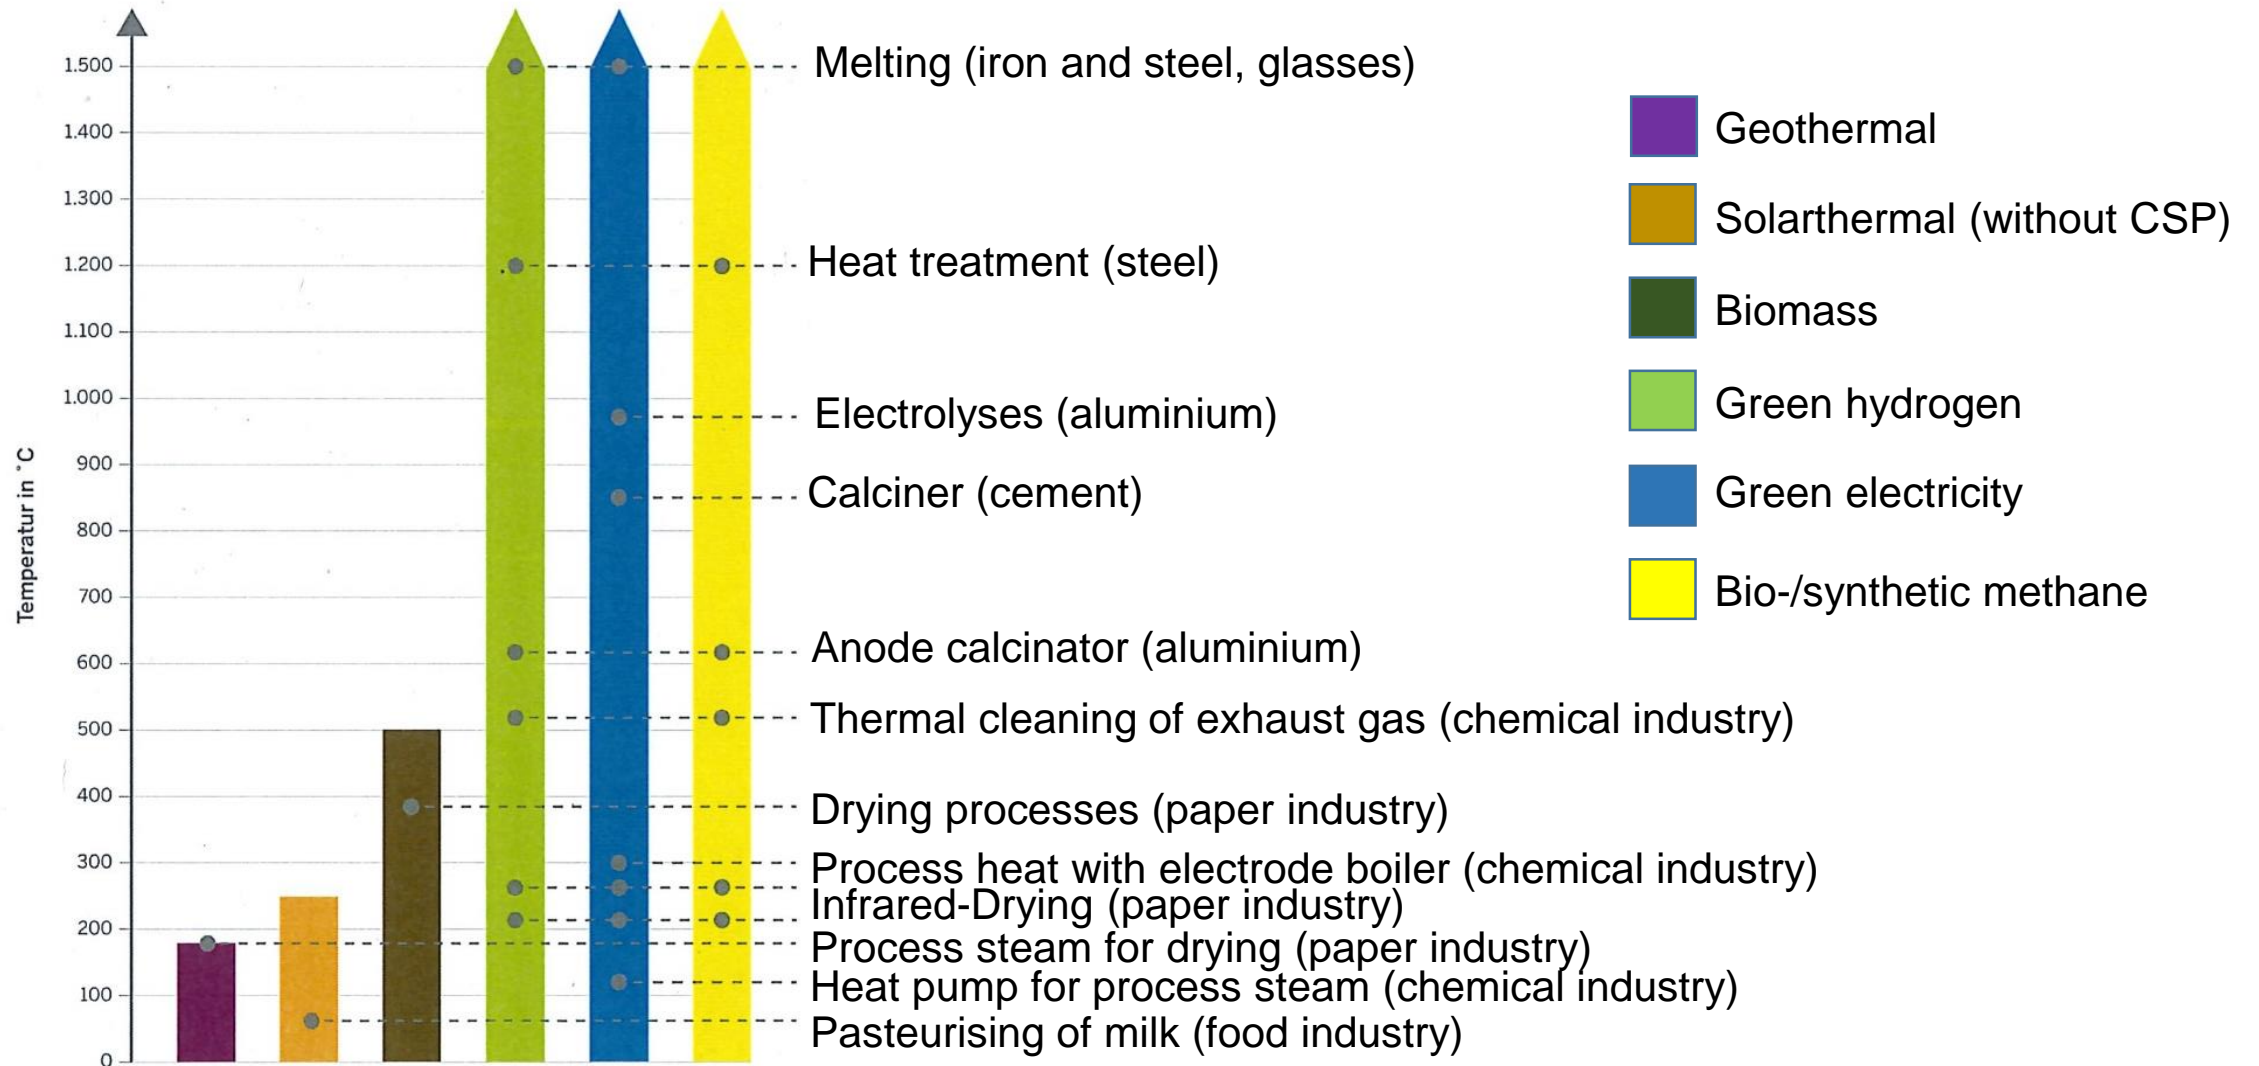 1.500
1.400
1.300
1.200
1.100
1.000
900
800
700
600
500
400
300
200
100
0
Temperatur in °C
Melting (iron and steel, glasses)
Heat treatment (steel)
Electrolyses (aluminium)
Calciner (cement)
Anode calcinator (aluminium)
Thermal cleaning of exhaust gas (chemical industry)
Drying processes (paper industry)
Process heat with electrode boiler (chemical industry)
Infrared-Drying (paper industry)
Process steam for drying (paper industry)
Heat pump for process steam (chemical industry)
Pasteurising of milk (food industry)
Geothermal
Solarthermal (without CSP)
Biomass
Green hydrogen
Green electricity
Bio-/synthetic methane